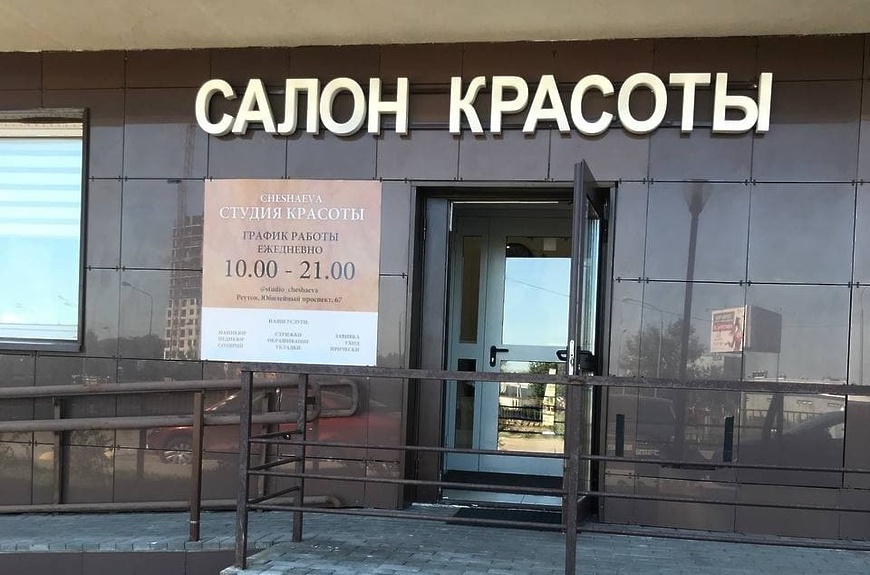 САЛОН КРАСОТЫ
CHESHAEVA
СТУДИЯ КРАСОТЫ
ГРАФИК РАБОТЫ
ЕЖЕДНЕВНО
10.00 - 21.00
@studio_cheshaeva
Реутов, Юбилейный проспект, 67
НАШИ УСЛУГИ:
МАНИКЮР
ПЕДИКЮР
СОЛЯРИЙ
СТРИЖКИ
ОКРАШИВАНИЕ
УКЛАДКИ
ЗАВИВКА
УХОД
ПРИЧЕСКИ